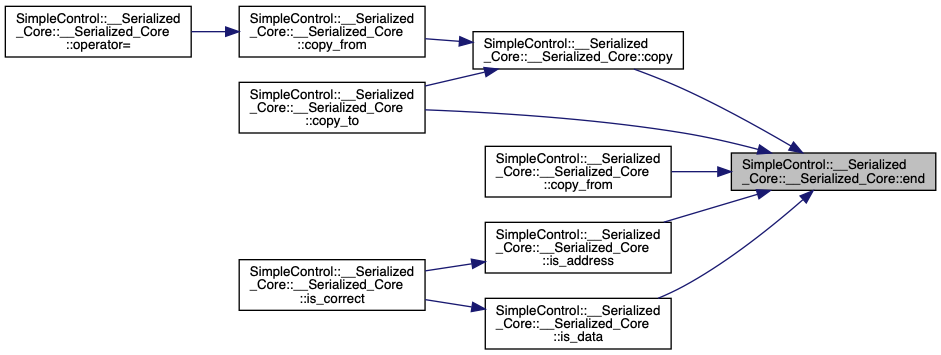 SimpleControl::__Serialized
_Core::__Serialized_Core
::operator=
SimpleControl::__Serialized
_Core::__Serialized_Core
::copy_from
SimpleControl::__Serialized
_Core::__Serialized_Core::copy
SimpleControl::__Serialized
_Core::__Serialized_Core
::copy_to
SimpleControl::__Serialized
_Core::__Serialized_Core
::copy_from
SimpleControl::__Serialized
_Core::__Serialized_Core::end
SimpleControl::__Serialized
_Core::__Serialized_Core
::is_address
SimpleControl::__Serialized
_Core::__Serialized_Core
::is_correct
SimpleControl::__Serialized
_Core::__Serialized_Core
::is_data